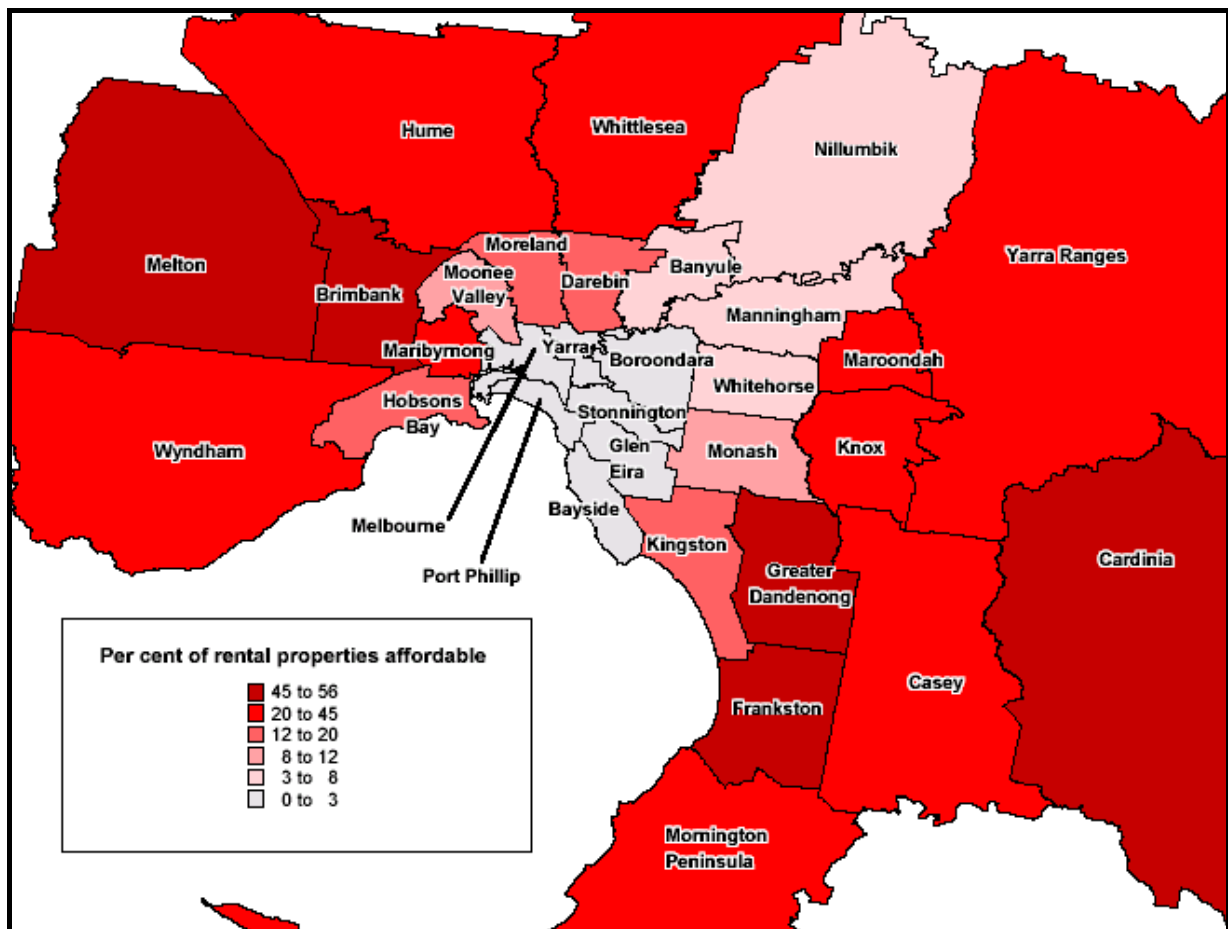 Hume
Whittlesea
Nillumbik
Melton
Brimbank
Moreland
Moonee
Valley
Darebin
Banyule
Yarra Ranges
Manningham
Maribyrnong
Yarra
Boroondara
Maroondah
Whitehorse
Hobsons
Bay
Stonnington
Wyndham
Glen
Eira
Monash
Knox
Bayside
Melbourne
Kingston
Port Phillip
Greater
Dandenong
Cardinia
Casey
Frankston
Mornington
Peninsula
Per cent of rental properties affordable
45 to 56
20 to 45
12 to 20
8 to 12
3 to 8
0 to 3